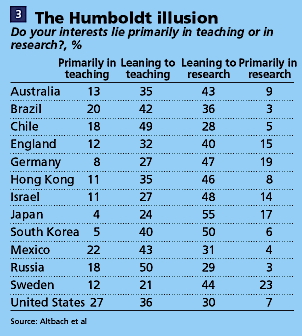 3 The Humboldt illusion
Do your interests lie primarily in teaching or in
research?, %
Primarily in Leaning to Leaning to Primarily in
teaching teaching research research
Australia 13 35 43 9
Brazil 20 42 36 3
Chile 18 49 28 5
England 12 32 40 15
Germany 8 27 47 19
Hong Kong 11 35 46 8
Israel 11 27 48 14
Japan 4 24 55 17
South Korea 5 40 50 6
Mexico 22 43 31 4
Russia 18 50 29 3
Sweden 12 21 44 23
United States 27 36 30 7
Source: Altbach et al